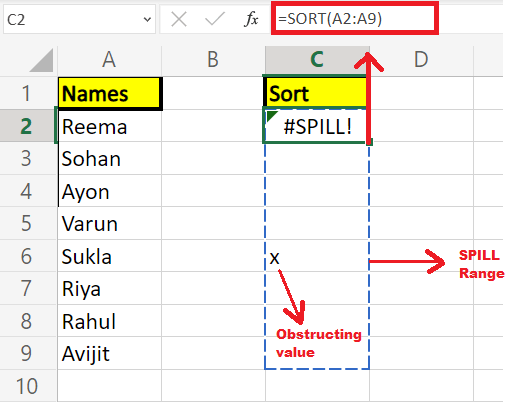 C2 fx =SORT(A2:A9)
A B C D
1 Names Sort
2 Reema #SPILL!
3 Sohan
4 Ayon
5 Varun
6 Sukla x SPILL
Range
7 Riya
8 Rahul Obstructing
value
9 Avijit
10